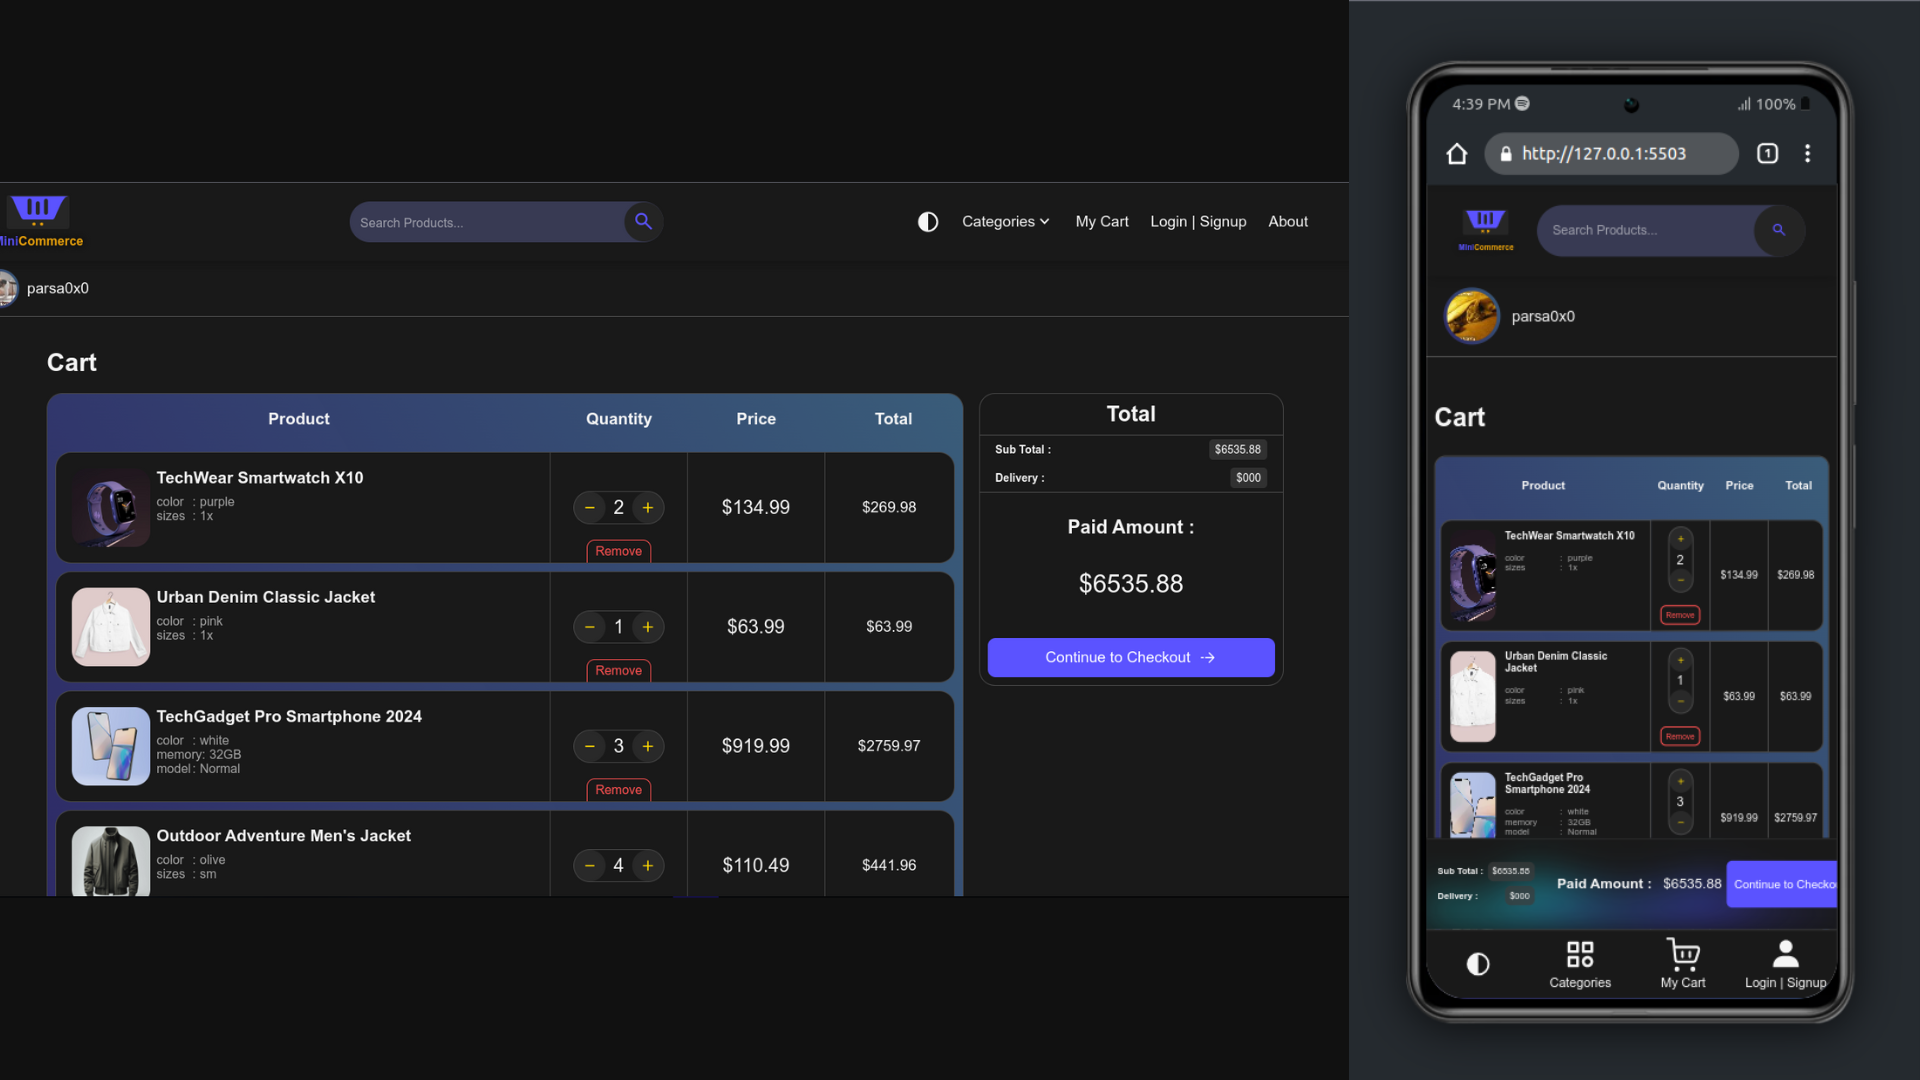 MiniCommerce
Search Products...
Categories
My Cart
Login | Signup
About
parsa0x0
Cart
Product Quantity Price Total
TechWear Smartwatch X10
color : purple
sizes : 1x
− 2 +
Remove
$134.99
$269.98
Urban Denim Classic Jacket
color : pink
sizes : 1x
− 1 +
Remove
$63.99
$63.99
TechGadget Pro Smartphone 2024
color : white
memory: 32GB
model : Normal
− 3 +
Remove
$919.99
$2759.97
Outdoor Adventure Men's Jacket
color : olive
sizes : sm
− 4 +
$110.49
$441.96
Total
Sub Total : $6535.88
Delivery : $000
Paid Amount :
$6535.88
Continue to Checkout →
4:39 PM 100%
http://127.0.0.1:5503 1
MiniCommerce
Search Products...
parsa0x0
Cart
Product Quantity Price Total
TechWear Smartwatch X10
color : purple
sizes : 1x
+
2
−
Remove
$134.99
$269.98
Urban Denim Classic
Jacket
color : pink
sizes : 1x
+
1
−
Remove
$63.99
$63.99
TechGadget Pro
Smartphone 2024
color : white
memory : 32GB
model : Normal
+
3
−
$919.99
$2759.97
Sub Total : $6535.88
Delivery : $000
Paid Amount : $6535.88
Continue to Checko
Categories
My Cart
Login | Signup